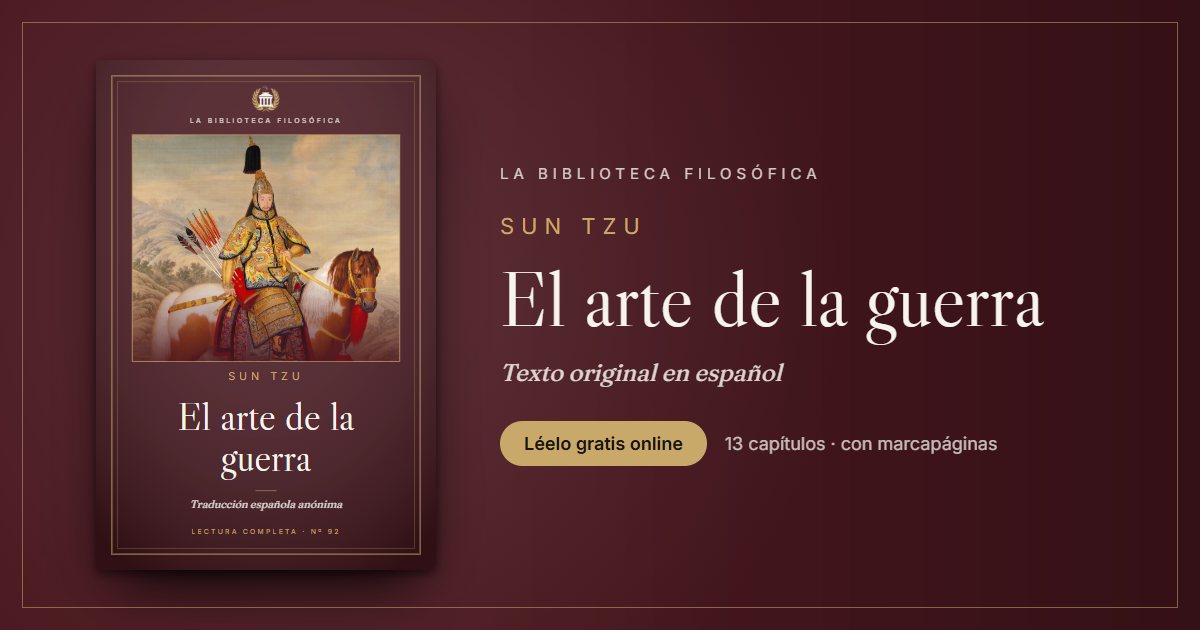 LA BIBLIOTECA FILOSÓFICA
SUN TZU
El arte de la
guerra
Traducción española anónima
LECTURA COMPLETA · Nº 92
LA BIBLIOTECA FILOSÓFICA
SUN TZU
El arte de la guerra
Texto original en español
Léelo gratis online
13 capítulos · con marcapáginas